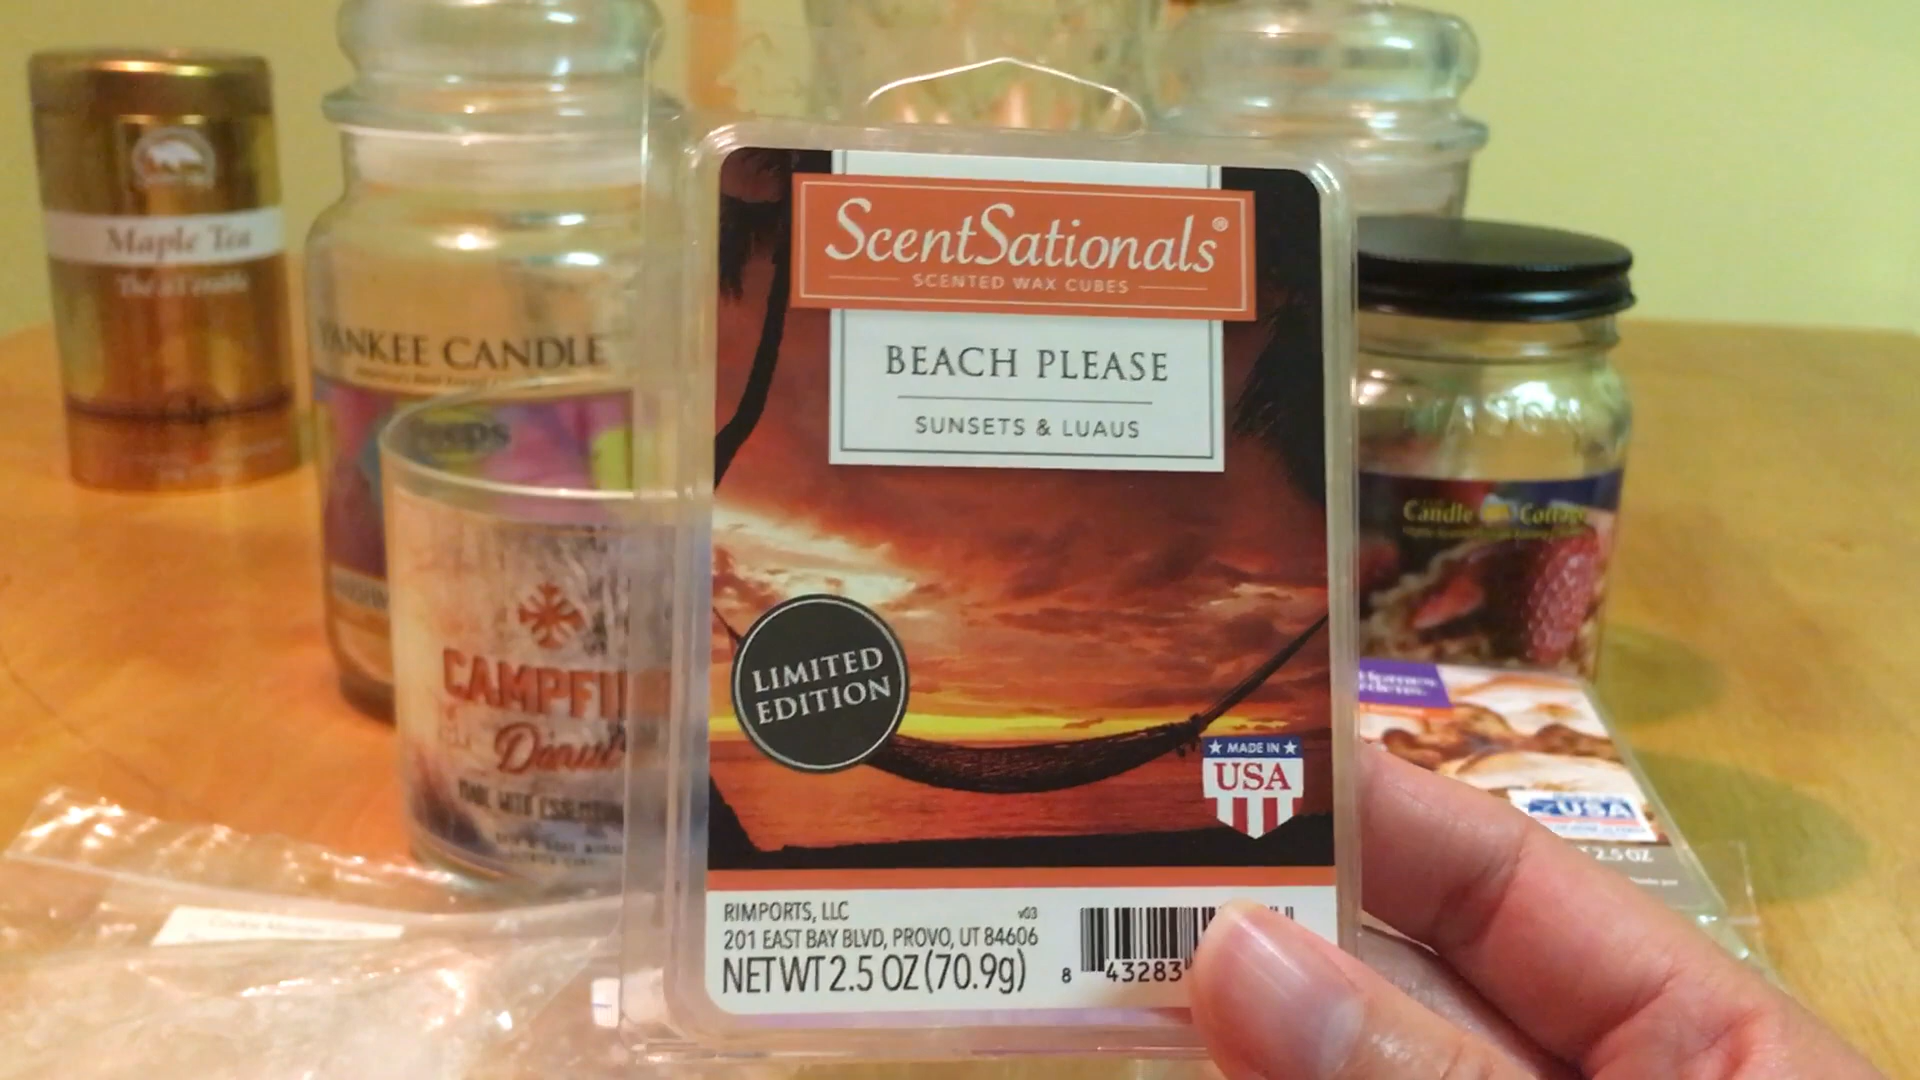 ScentSationals®
SCENTED WAX CUBES
BEACH PLEASE
SUNSETS & LUAUS
LIMITED
EDITION
MADE IN
USA
RIMPORTS, LLC
v03
201 EAST BAY BLVD, PROVO, UT 84606
NET WT 2.5 OZ (70.9g)
8 43283
Maple Tea
YANKEE CANDLE
CAMPFI
Donut
Candle Cottage
USA
2.5 OZ